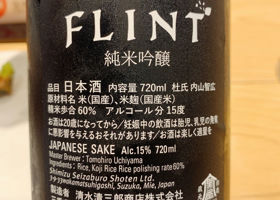 FLINT
純米吟醸
品目 日本酒 内容量 720ml 杜氏 内山智広
原材料名 米(国産)、米麹(国産米)
精米歩合 60% アルコール分 15度
お酒は20歳になってから/妊娠中の飲酒は胎児、乳児の発育
に悪影響を与えるおそれがあります/お酒は楽しく適量を
JAPANESE SAKE Alc.15% 720ml
Master Brewer : Tomohiro Uchiyama
Ingredients : Rice, Koji Rice Rice polishing rate 60%
Shimizu Seizaburo Shoten Ltd.
Wakamatsuhigashi, Suzuka, Mie, Japan
製造者 清水清三郎商店株式会社